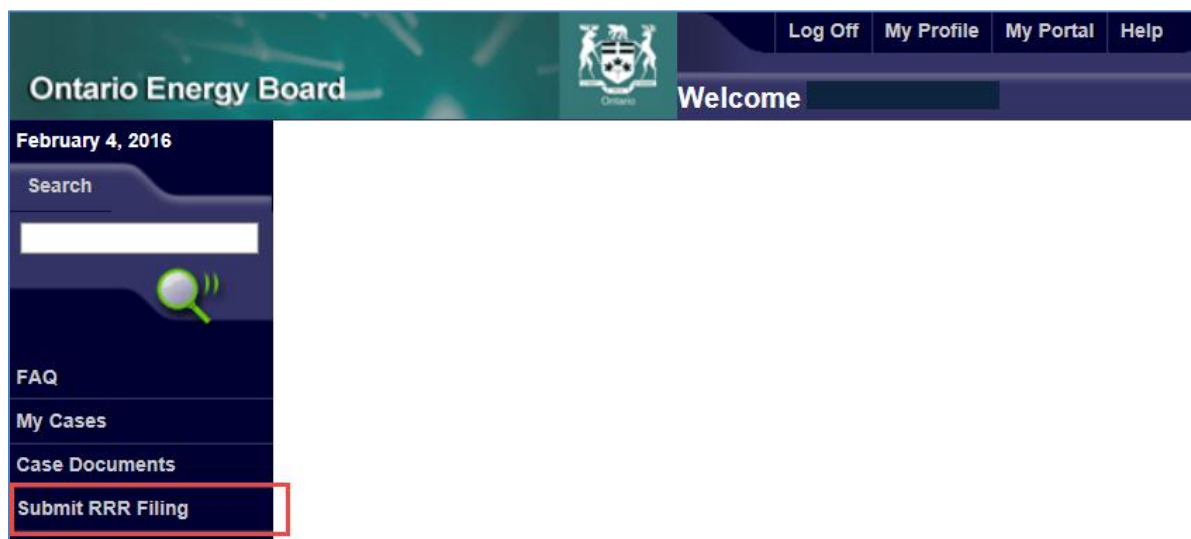 Log Off My Profile My Portal Help
Ontario Energy Board
Ontario
Welcome
February 4, 2016
Search
FAQ
My Cases
Case Documents
Submit RRR Filing